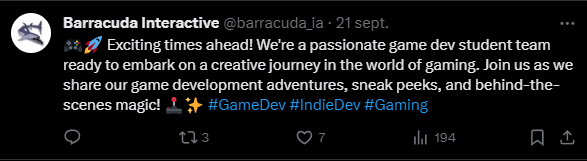 Barracuda Interactive @barracuda_ia · 21 sept.
🎮🚀 Exciting times ahead! We're a passionate game dev student team
ready to embark on a creative journey in the world of gaming. Join us as we
share our game development adventures, sneak peeks, and behind-the-
scenes magic! 🕹️✨ #GameDev #IndieDev #Gaming
3 7 194